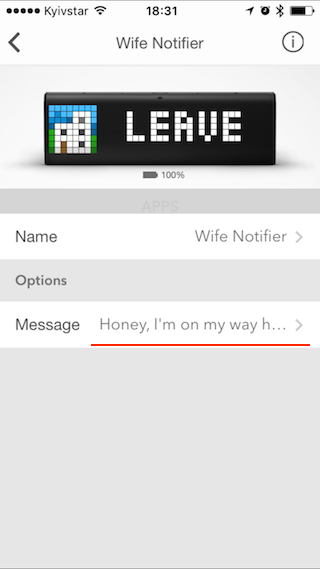 Kyivstar 18:31
Wife Notifier
LEAVE
100%
APPS
Name Wife Notifier
Options
Message Honey, I'm on my way h...